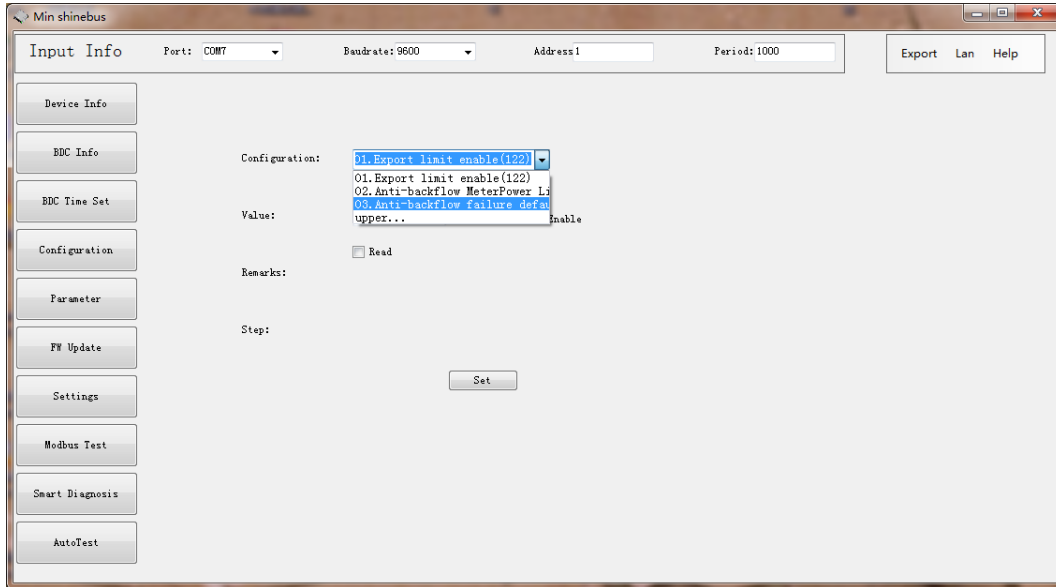 Min shinebus
Input Info Port: COM7 Baudrate: 9600 Address 1 Period: 1000 Export Lan Help
Device Info
BDC Info
BDC Time Set
Configuration
Parameter
FW Update
Settings
Modbus Test
Smart Diagnosis
AutoTest
Configuration: 01.Export limit enable(122)
01.Export limit enable(122)
02.Anti-backflow MeterPower Li
03.Anti-backflow failure defau
upper...
Value: Enable
Read
Remarks:
Step:
Set